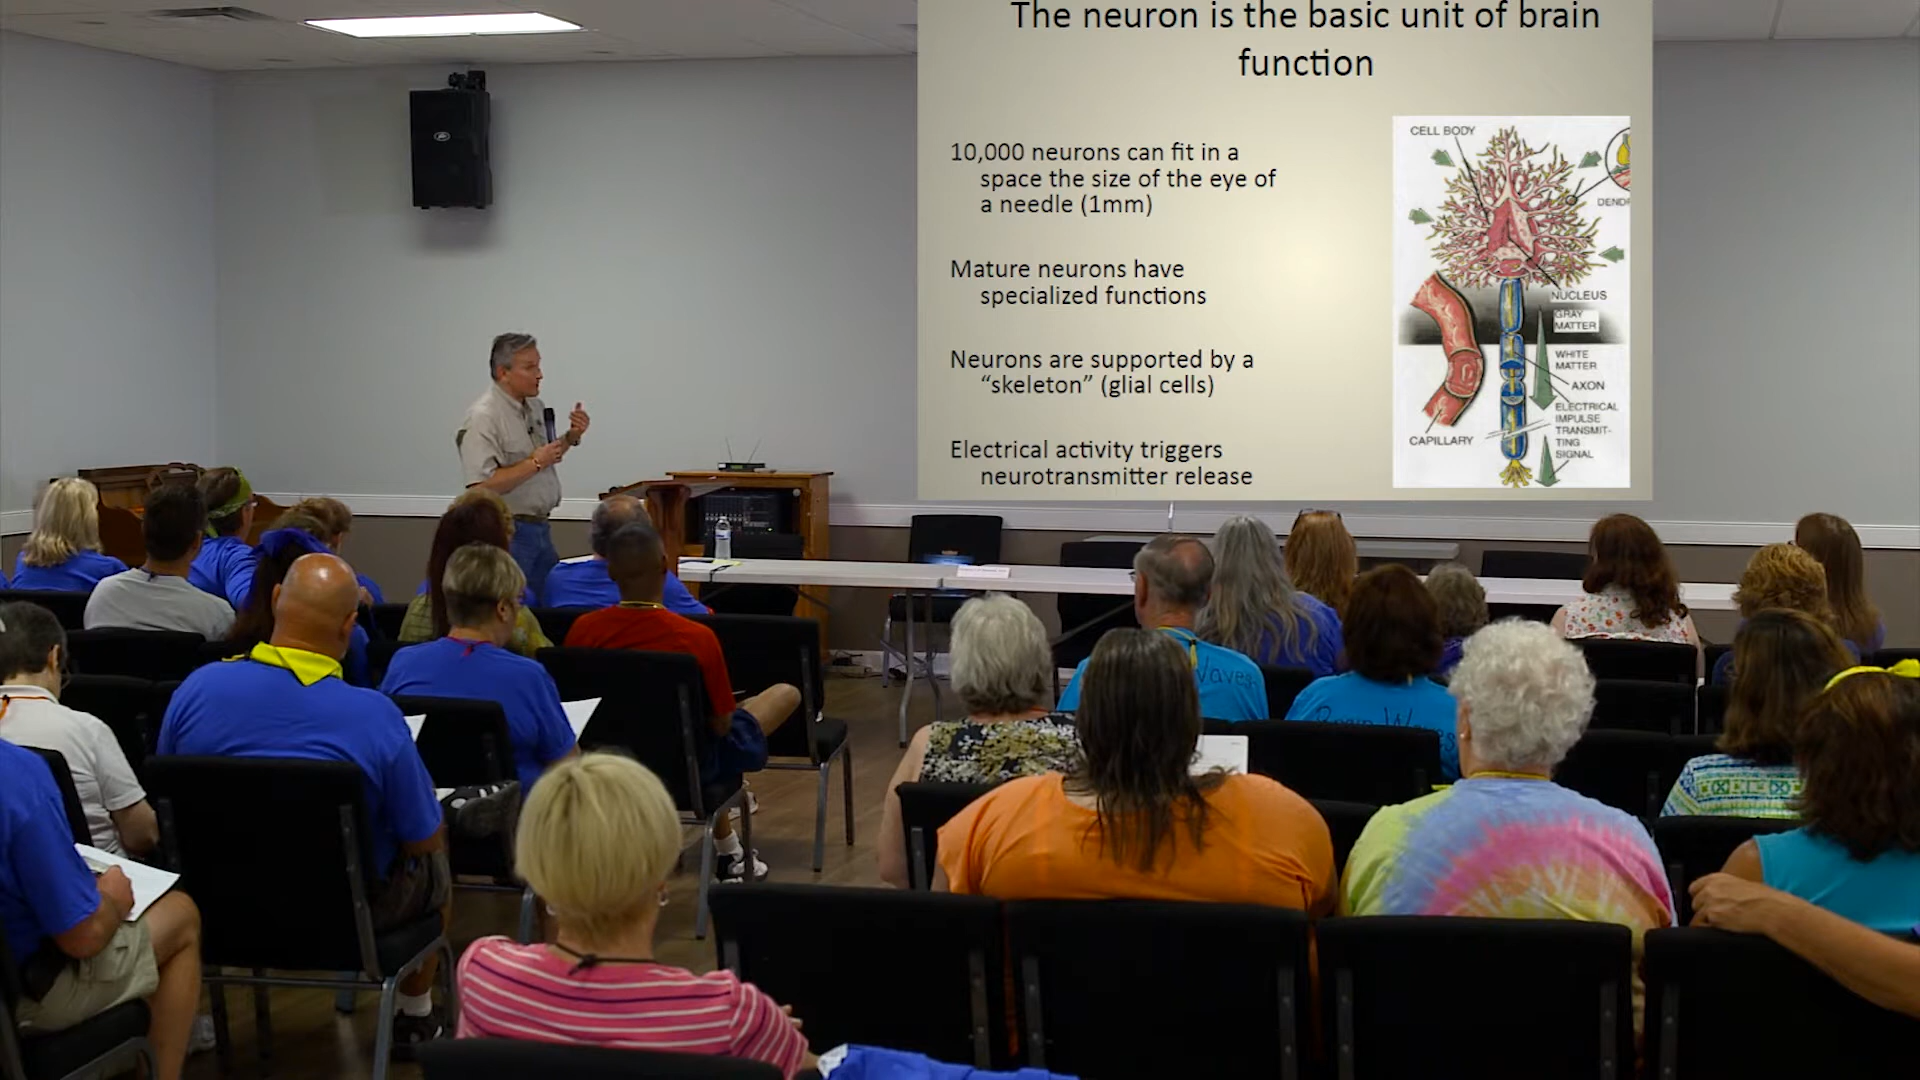 The neuron is the basic unit of brain
function
10,000 neurons can fit in a
space the size of the eye of
a needle (1mm)
Mature neurons have
specialized functions
Neurons are supported by a
“skeleton” (glial cells)
Electrical activity triggers
neurotransmitter release
CELL BODY
NUCLEUS
GRAY
MATTER
WHITE
MATTER
AXON
ELECTRICAL
IMPULSE
TRANSMIT-
TING
SIGNAL
CAPILLARY
Waves